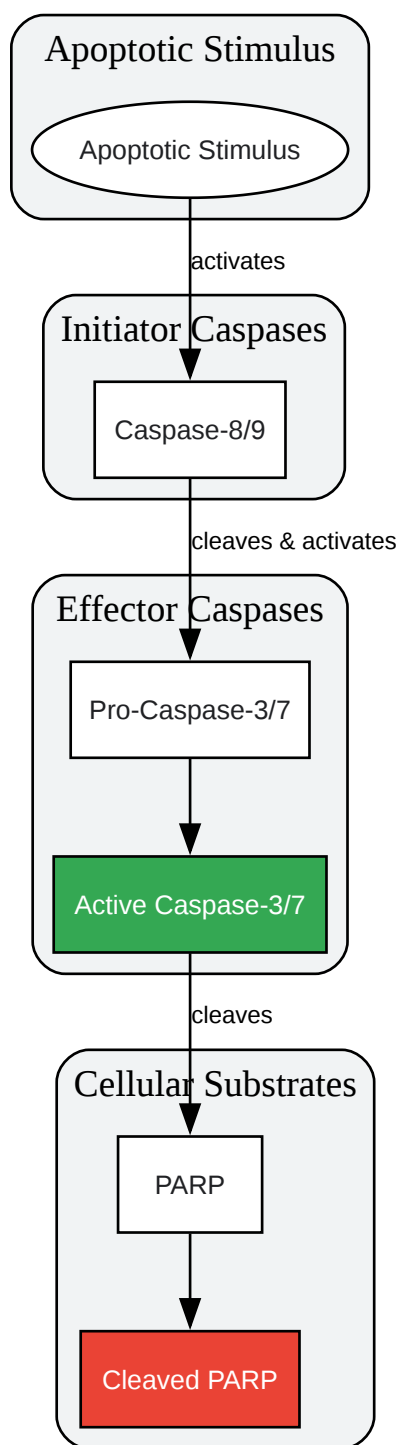 Apoptotic Stimulus
Apoptotic Stimulus
activates
Initiator Caspases
Caspase-8/9
cleaves & activates
Effector Caspases
Pro-Caspase-3/7
Active Caspase-3/7
cleaves
Cellular Substrates
PARP
Cleaved PARP